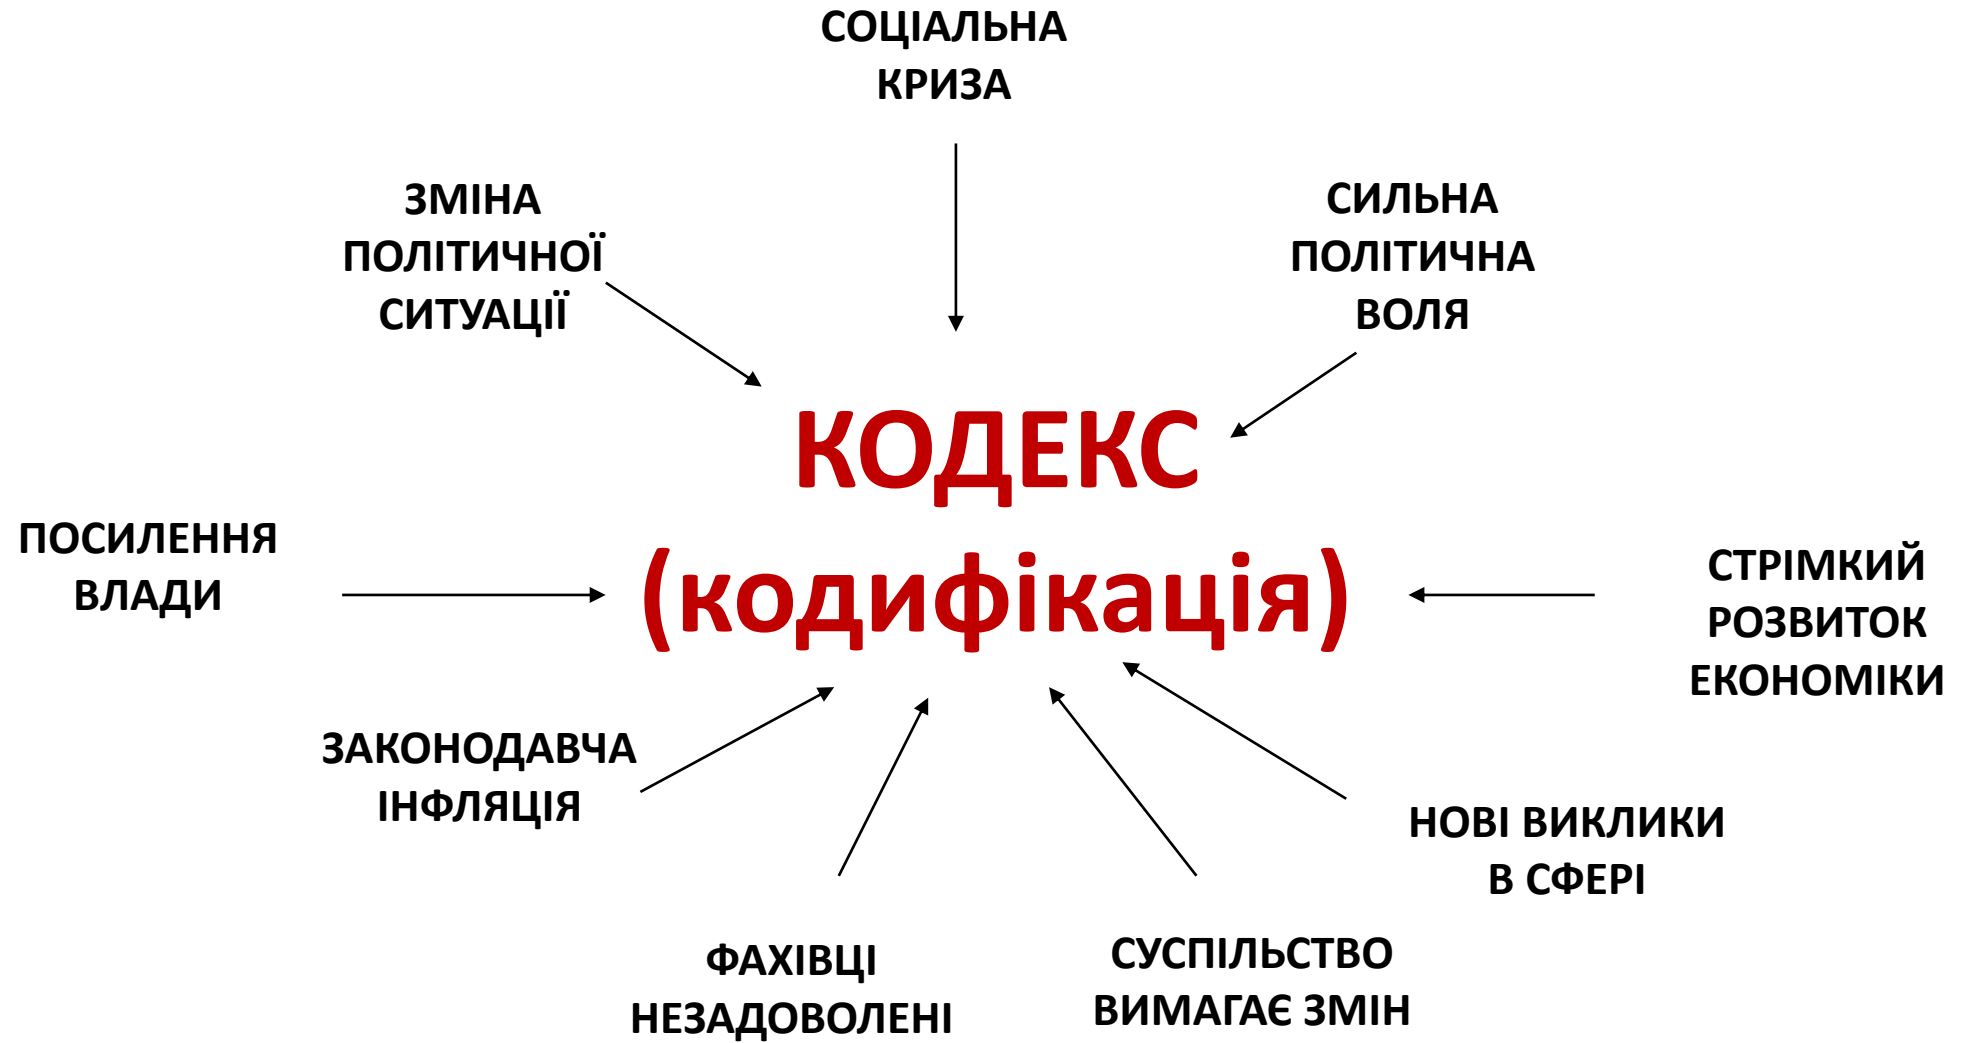 СОЦІАЛЬНА
КРИЗА
ЗМІНА
ПОЛІТИЧНОЇ
СИТУАЦІЇ
СИЛЬНА
ПОЛІТИЧНА
ВОЛЯ
КОДЕКС
(кодифікація)
ПОСИЛЕННЯ
ВЛАДИ
СТРІМКИЙ
РОЗВИТОК
ЕКОНОМІКИ
ЗАКОНОДАВЧА
ІНФЛЯЦІЯ
НОВІ ВИКЛИКИ
В СФЕРІ
ФАХІВЦІ
НЕЗАДОВОЛЕНІ
СУСПІЛЬСТВО
ВИМАГАЄ ЗМІН